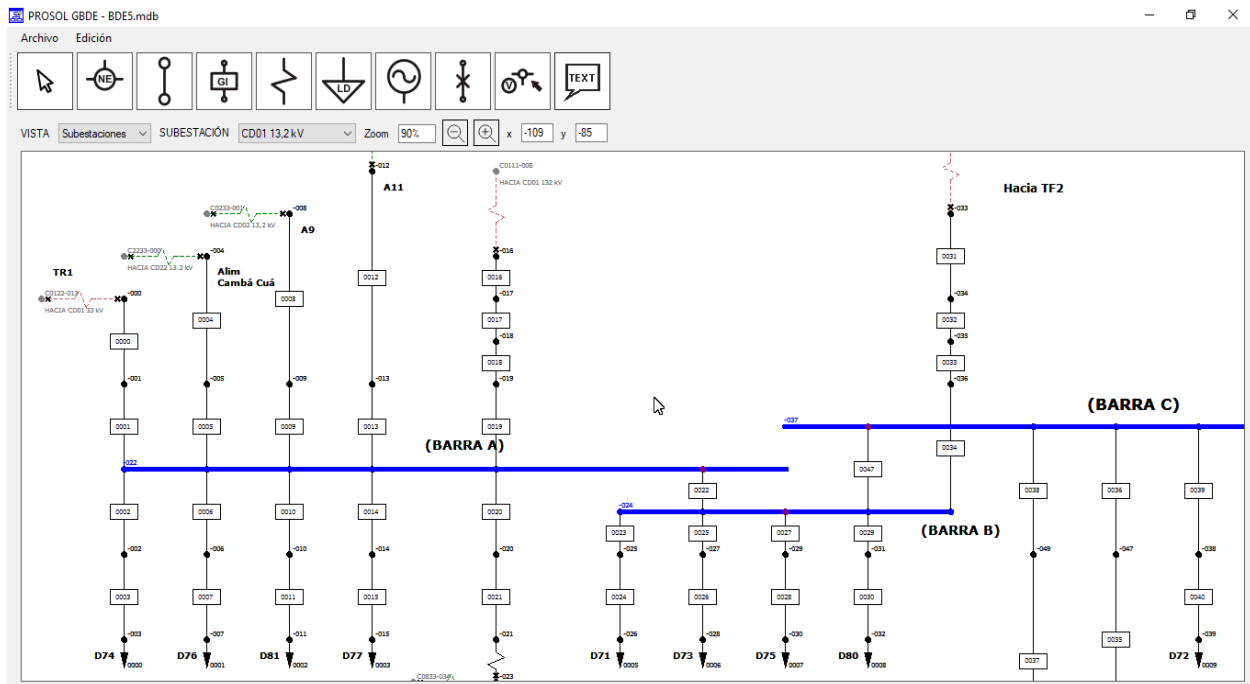 PROSOL GBDE - BDE5.mdb
Archivo Edición
NE
GI
LD
V
TEXT
VISTA Subestaciones SUBESTACIÓN CD01 13,2 kV Zoom 90% x -109 y -85
-012
C0111-008
A11
HACIA CD01 132 kV
Hacia TF2
C0233-001 -008
-033
HACIA CD02 13,2 kV A9
C2233-000 -004
-016
0031
HACIA CD22 13.2 kV Alim
TR1
Cambá Cuá
0012 0016
C0122-013 -000
-017
-034
0008
HACIA CD01 33 kV
0004 0017 0032
-018 -035
0000
0018 0033
-001 -005 -009 -013 -019 -036
(BARRA C)
-037
0001 0005 0009 0013 0019
(BARRA A)
0034
-022
0047
0022 0038 0036 0039
-024
0002 0006 0010 0014 0020
(BARRA B)
0023 0025 0027 0029
-002 -006 -010 -014 -020 -025 -027 -029 -031 -049 -047 -038
0003 0007 0011 0015 0021 0024 0026 0028 0030 0040
-003 -007 -011 -015 -021 -026 -028 -030 -032 -039
0035
D74 D76 D81 D77 D71 D73 D75 D80 D72
0000 0001 0002 0003 0005 0006 0007 0008 0009
0037
C0833-034 -023